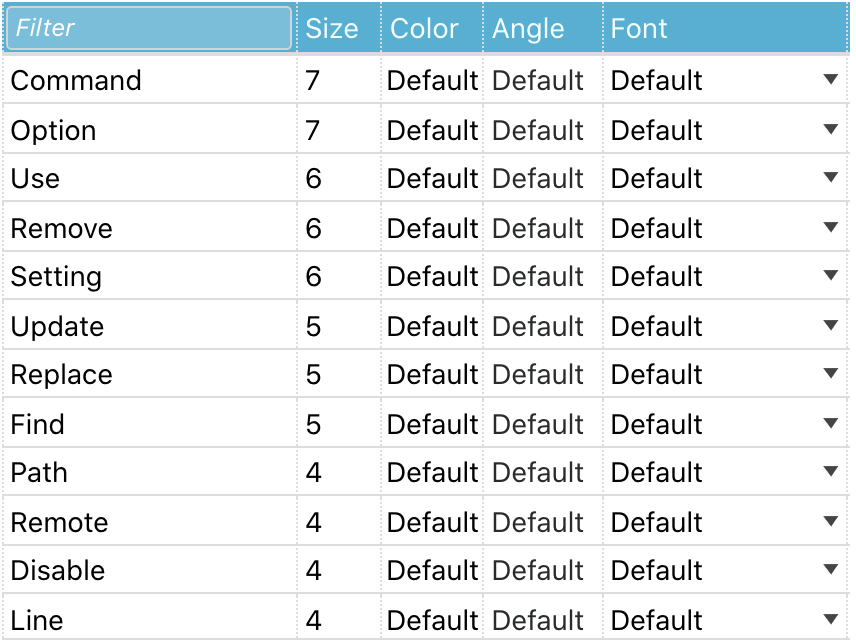 Filter Size Color Angle Font
Command 7 Default Default Default
Option 7 Default Default Default
Use 6 Default Default Default
Remove 6 Default Default Default
Setting 6 Default Default Default
Update 5 Default Default Default
Replace 5 Default Default Default
Find 5 Default Default Default
Path 4 Default Default Default
Remote 4 Default Default Default
Disable 4 Default Default Default
Line 4 Default Default Default